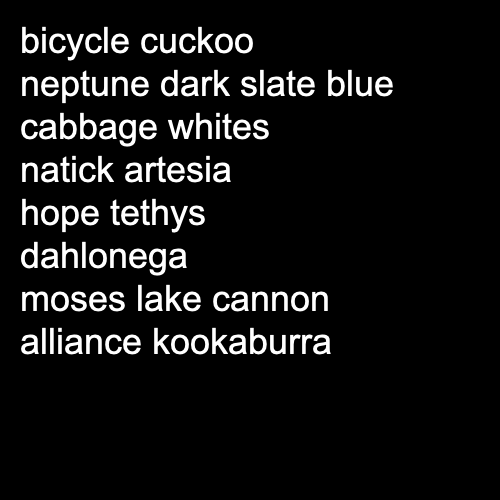 bicycle cuckoo
neptune dark slate blue
cabbage whites
natick artesia
hope tethys
dahlonega
moses lake cannon
alliance kookaburra